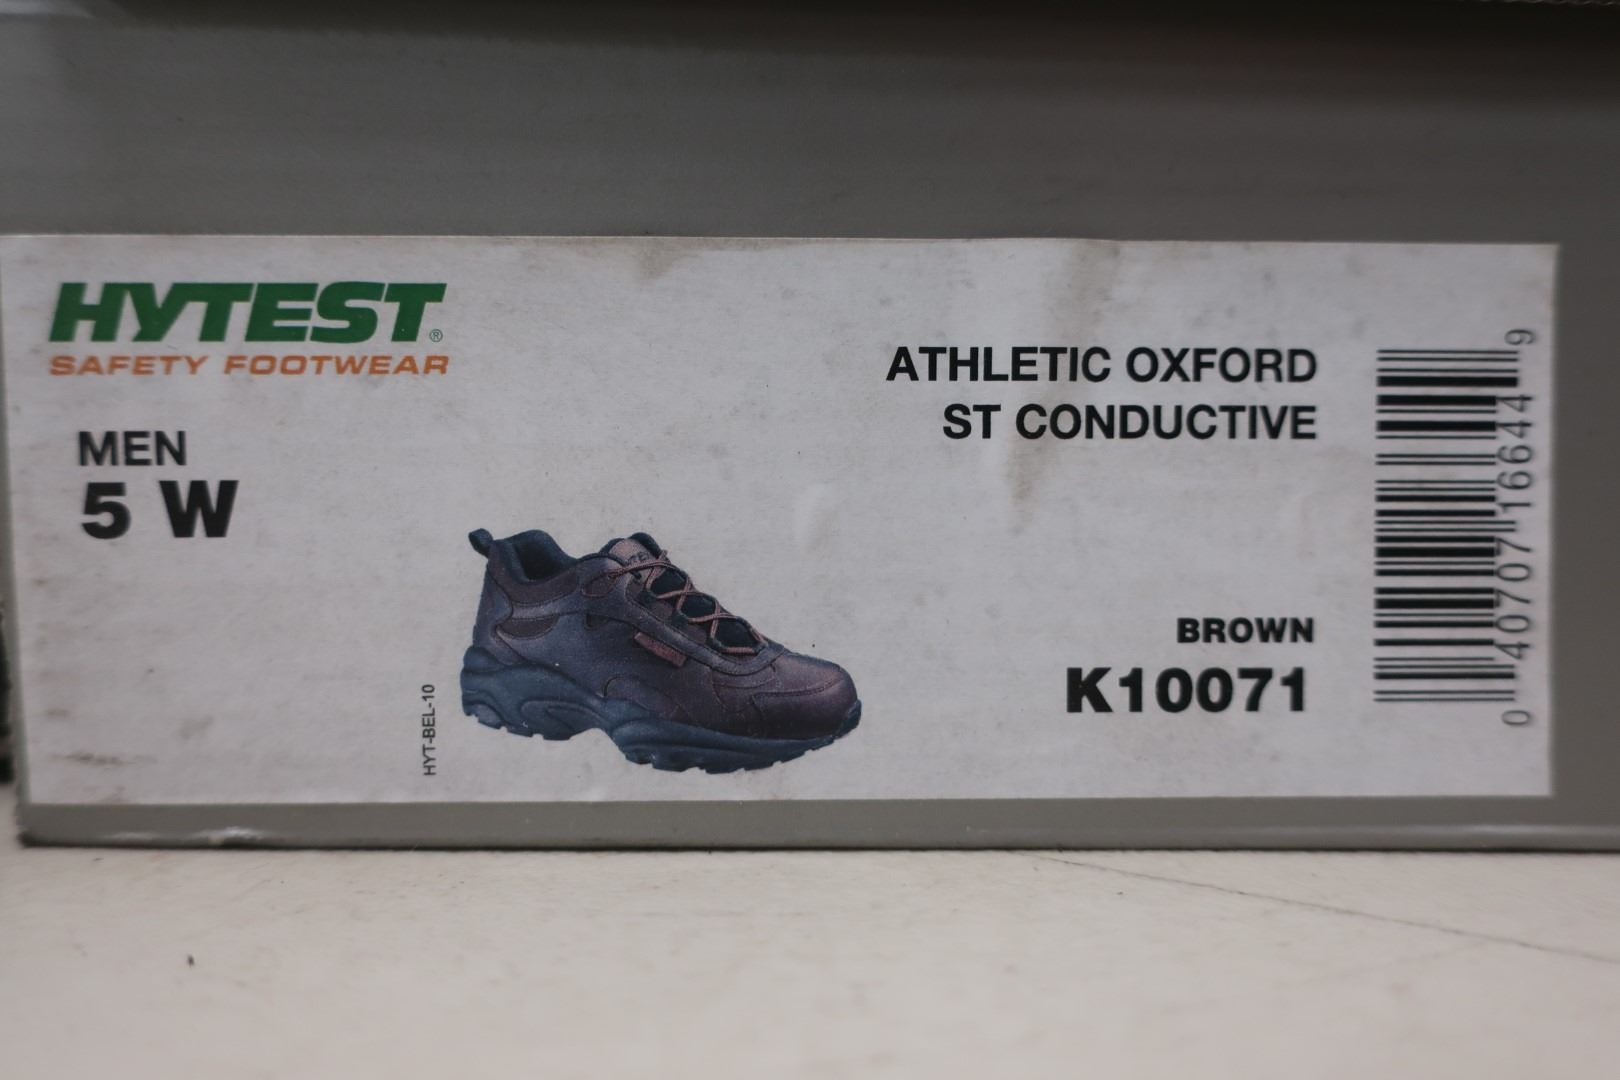 HYTEST®
SAFETY FOOTWEAR
MEN
5 W
HYT-BEL-10
ATHLETIC OXFORD
ST CONDUCTIVE
BROWN
K10071
0 40707 16644 9